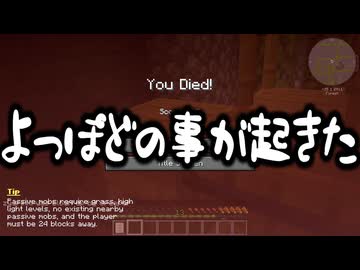 You Died!
よっぽどの事が起きた
Tip
Passive mobs require grass, high
light levels, no existing nearby
passive mobs, and the player
must be 24 blocks away.